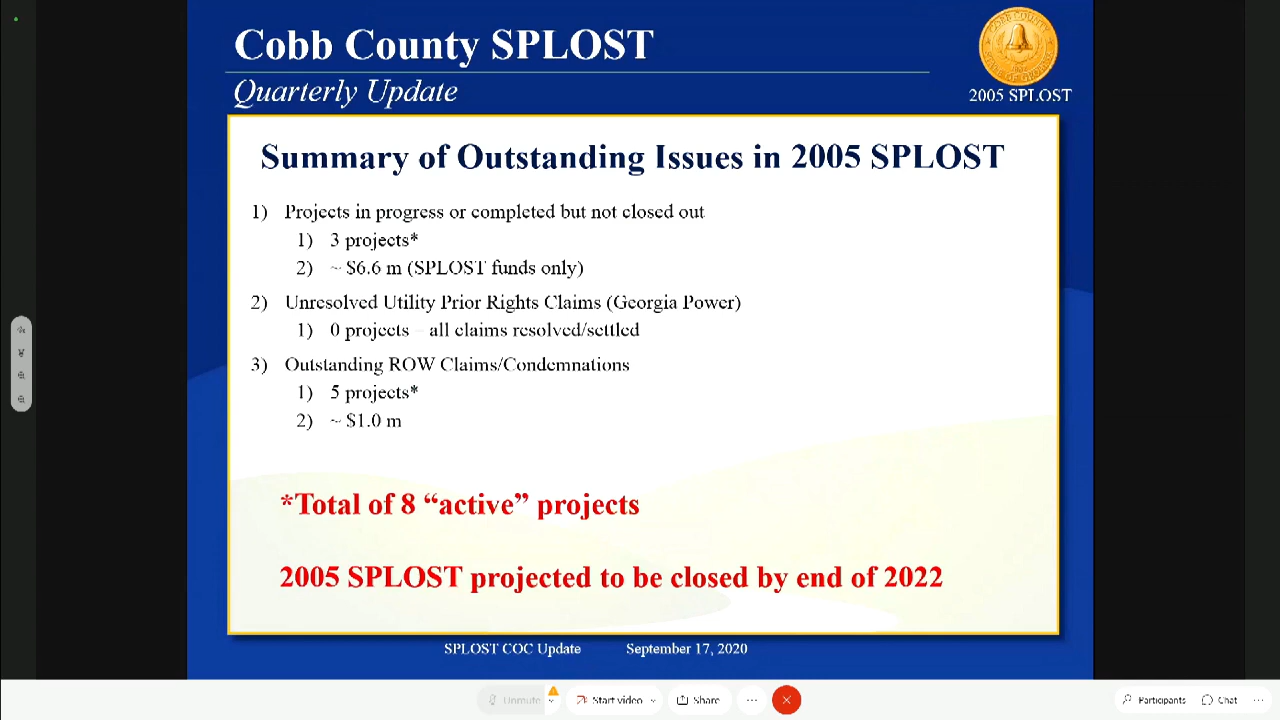 Cobb County SPLOST
Quarterly Update
2005 SPLOST
Summary of Outstanding Issues in 2005 SPLOST
1) Projects in progress or completed but not closed out
1) 3 projects*
2) ~ $6.6 m (SPLOST funds only)
2) Unresolved Utility Prior Rights Claims (Georgia Power)
1) 0 projects – all claims resolved/settled
3) Outstanding ROW Claims/Condemnations
1) 5 projects*
2) ~ $1.0 m
*Total of 8 “active” projects
2005 SPLOST projected to be closed by end of 2022
SPLOST COC Update September 17, 2020
Unmute Start video Share ... Participants Chat ...